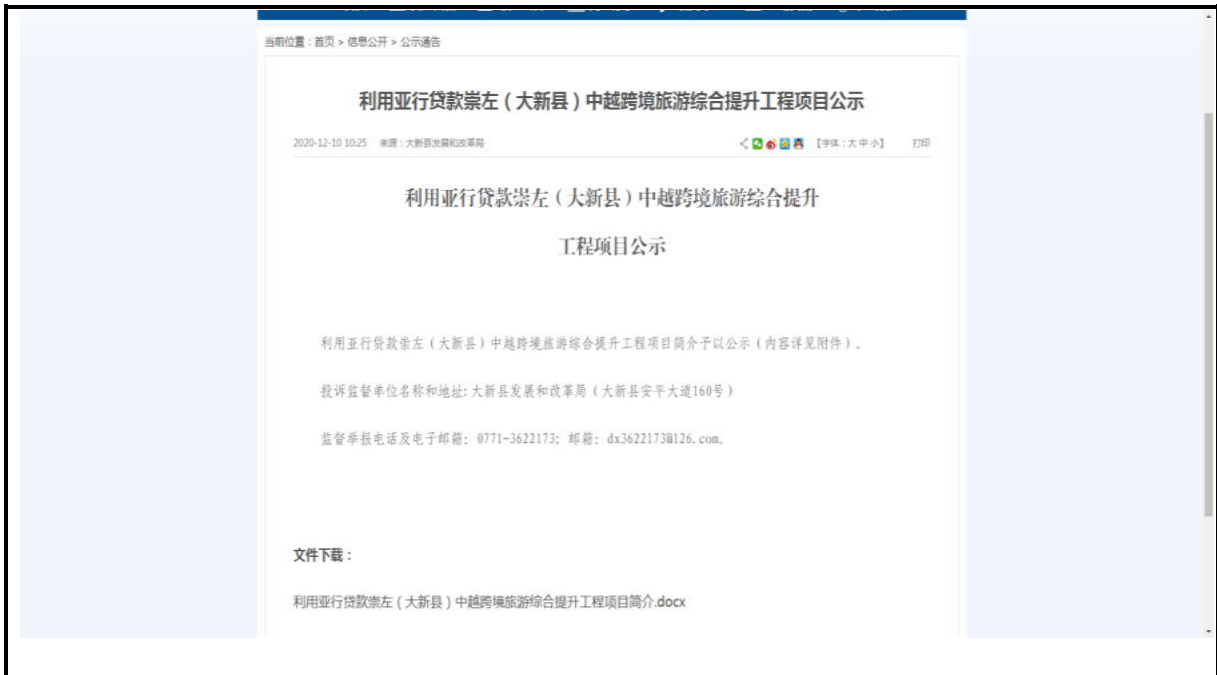 当前位置：首页 > 信息公开 > 公示通告
利用亚行贷款崇左（大新县）中越跨境旅游综合提升工程项目公示
2020-12-10 10:25 来源：大新县发展和改革局 【字体：大 中 小】 打印
利用亚行贷款崇左（大新县）中越跨境旅游综合提升
工程项目公示
利用亚行贷款崇左（大新县）中越跨境旅游综合提升工程项目简介予以公示（内容详见附件）。
投诉监督单位名称和地址：大新县发展和改革局（大新县安平大道160号）
监督举报电话及电子邮箱：0771-3622173；邮箱：dx3622173@126.com。
文件下载：
利用亚行贷款崇左（大新县）中越跨境旅游综合提升工程项目简介.docx